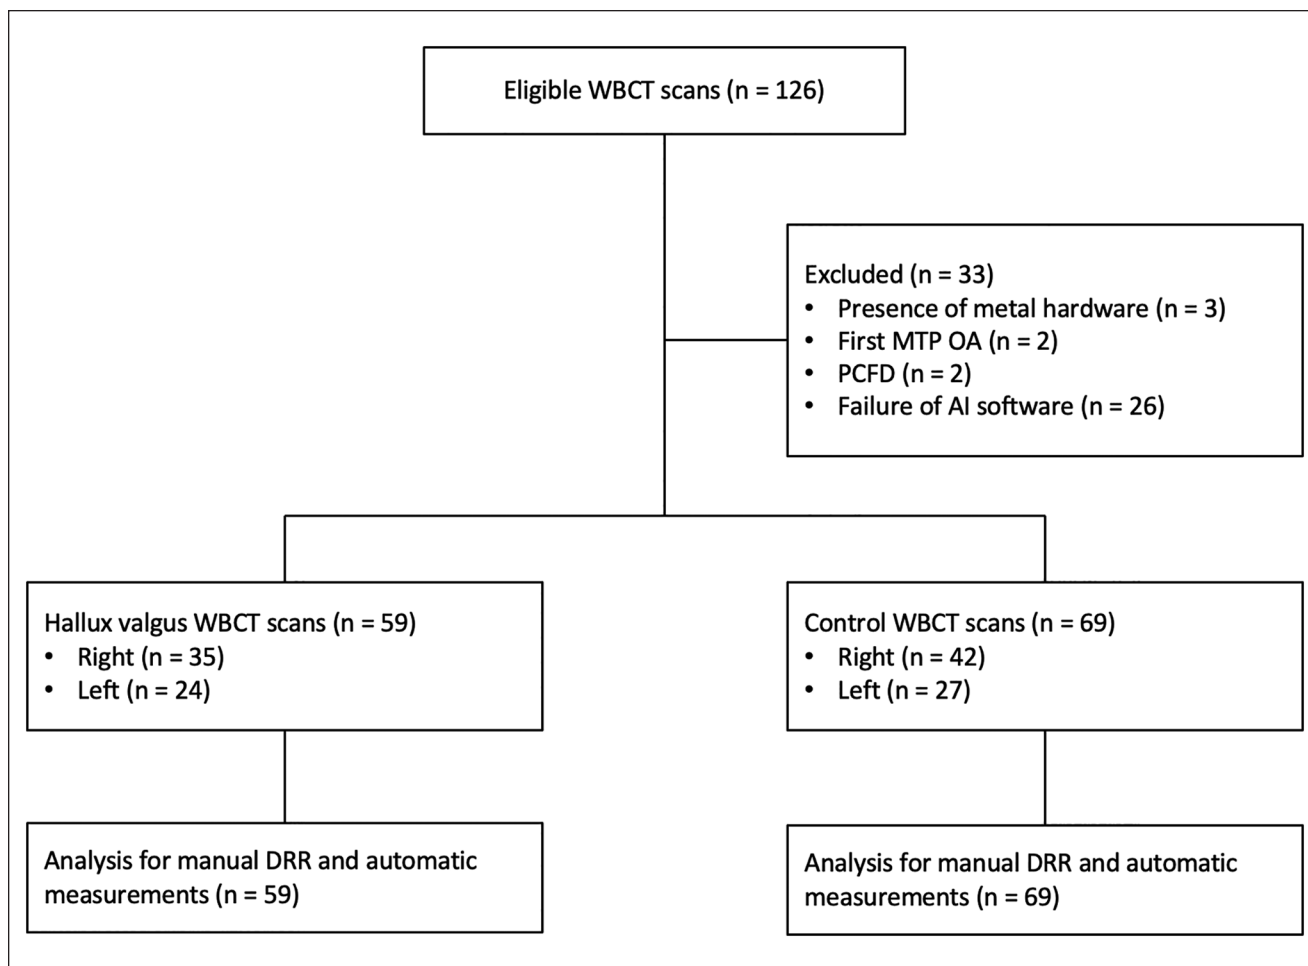 Eligible WBCT scans (n = 126)
Excluded (n = 33)
• Presence of metal hardware (n = 3)
• First MTP OA (n = 2)
• PCFD (n = 2)
• Failure of AI software (n = 26)
Hallux valgus WBCT scans (n = 59)
• Right (n = 35)
• Left (n = 24)
Control WBCT scans (n = 69)
• Right (n = 42)
• Left (n = 27)
Analysis for manual DRR and automatic
measurements (n = 59)
Analysis for manual DRR and automatic
measurements (n = 69)